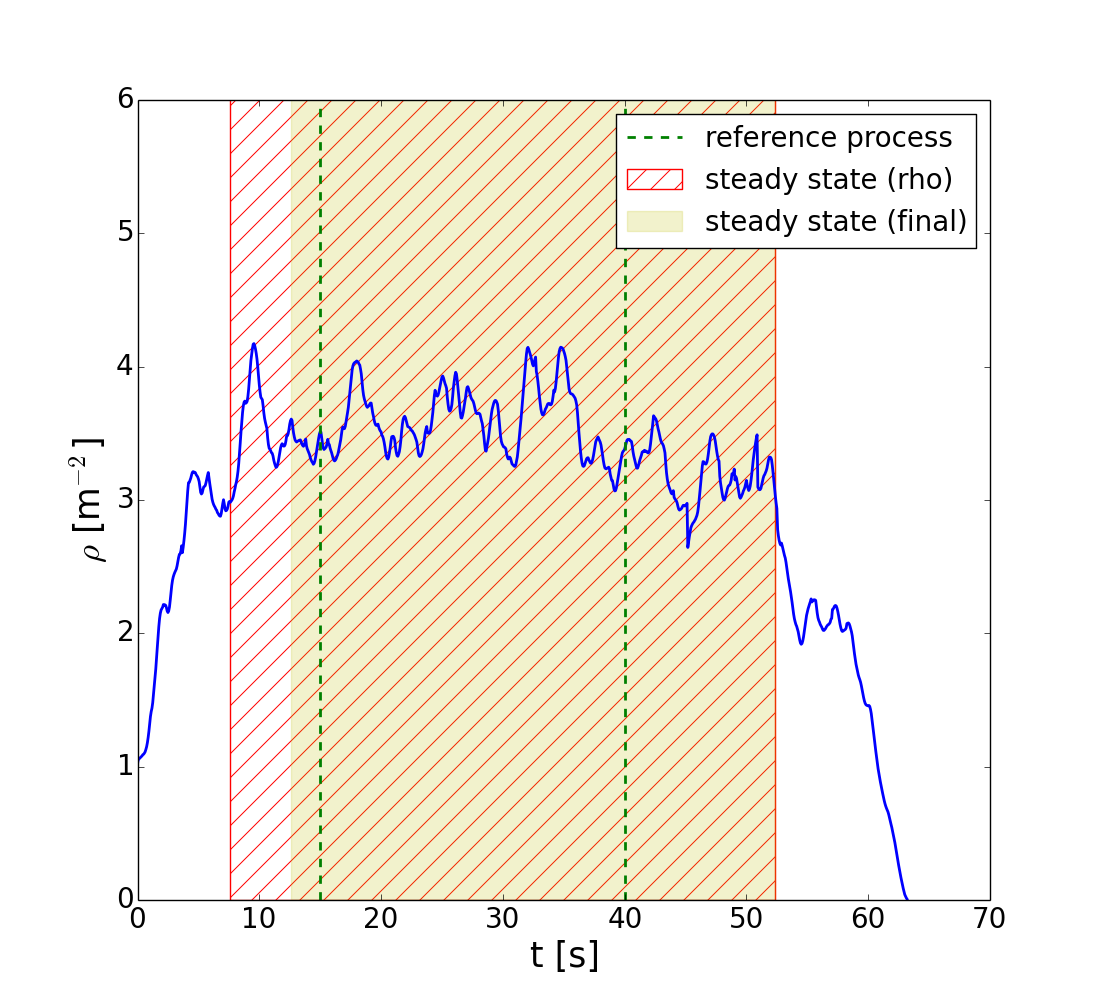 6
5
4
3
2
1
0
0 10 20 30 40 50 60 70
ρ [m⁻²]
t [s]
reference process
steady state (rho)
steady state (final)